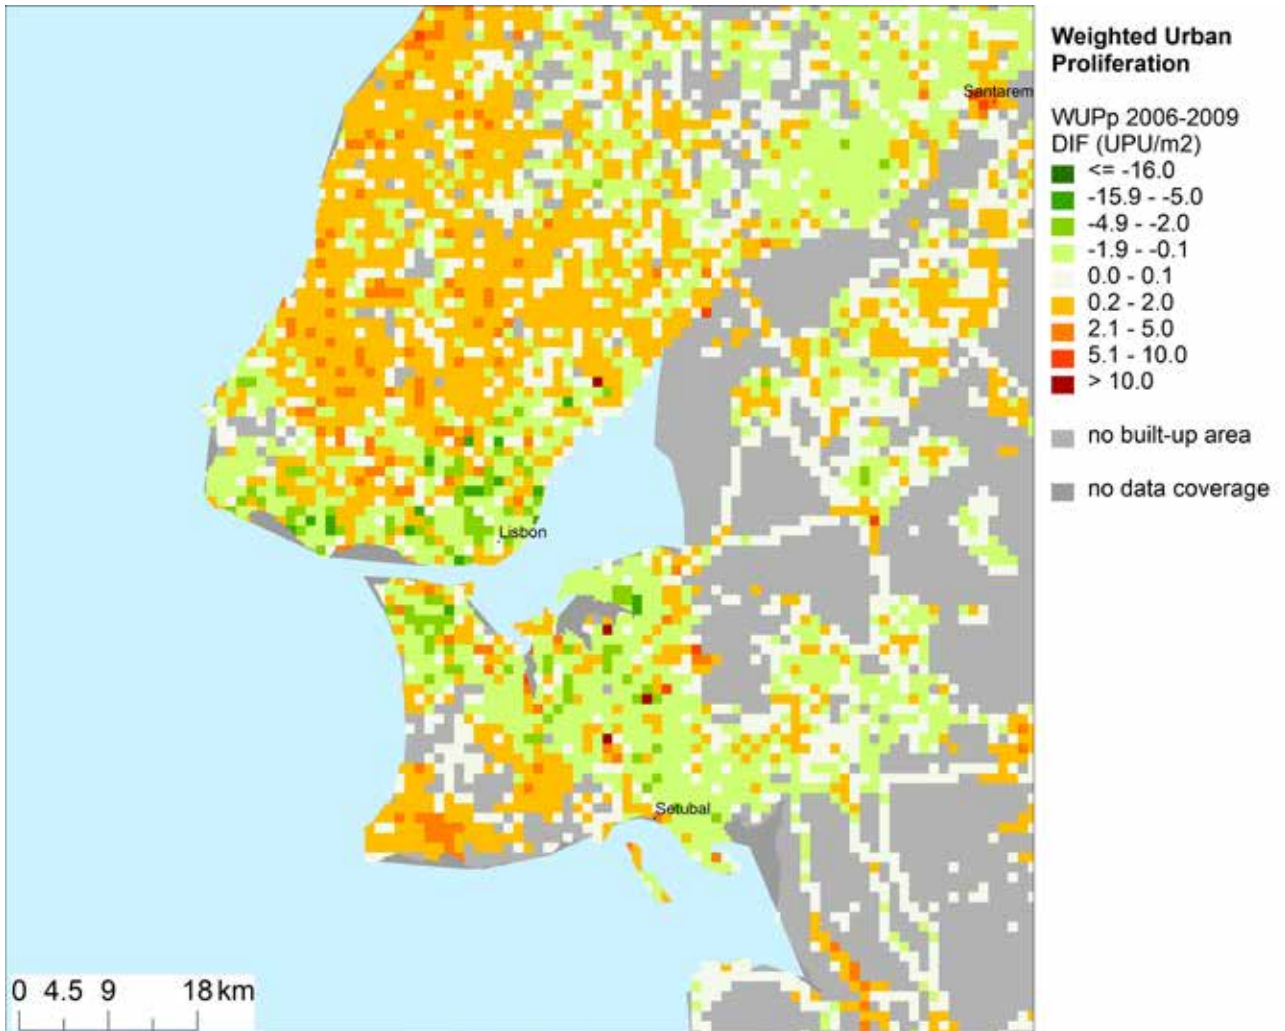 Weighted Urban
Proliferation
Santarem
WUPp 2006-2009
DIF (UPU/m2)
<= -16.0
-15.9 - -5.0
-4.9 - -2.0
-1.9 - -0.1
0.0 - 0.1
0.2 - 2.0
2.1 - 5.0
5.1 - 10.0
> 10.0
no built-up area
no data coverage
Lisbon
Setubal
0 4.5 9 18 km